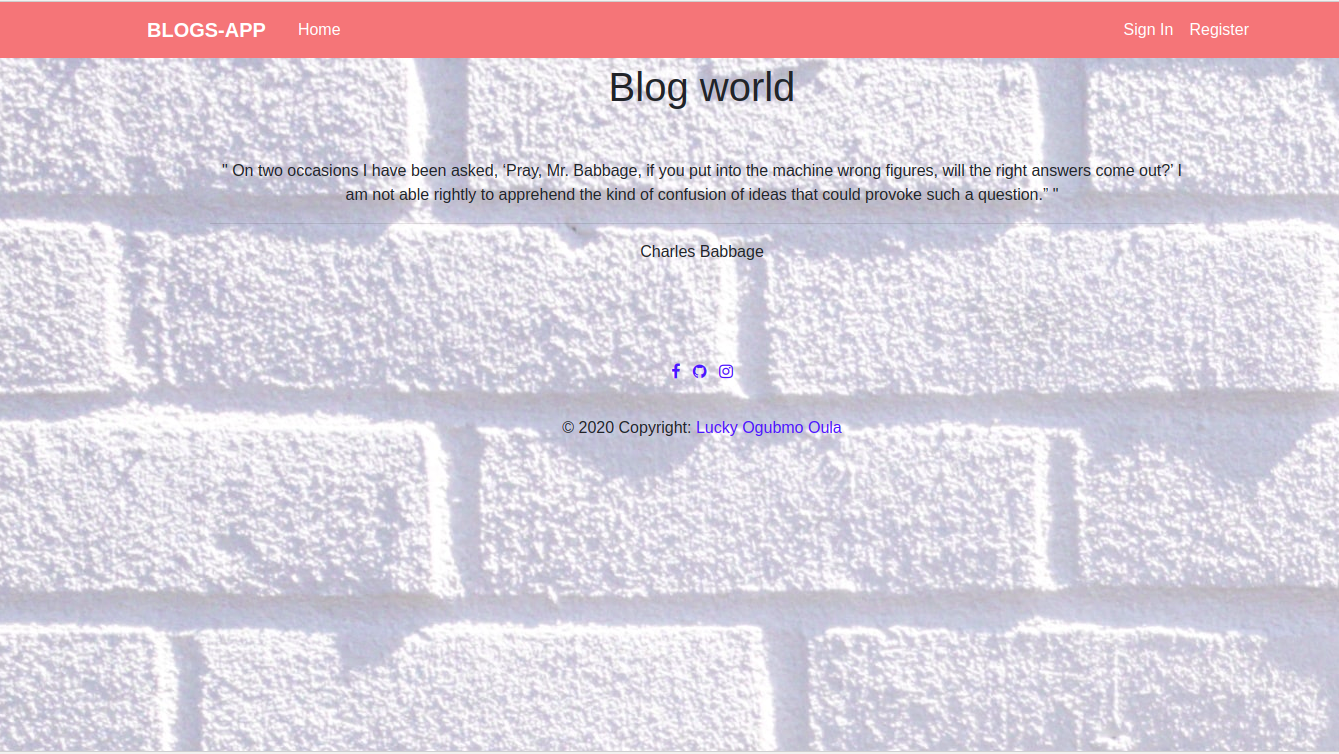 BLOGS-APP Home Sign In Register
Blog world
" On two occasions I have been asked, ‘Pray, Mr. Babbage, if you put into the machine wrong figures, will the right answers come out?’ I
am not able rightly to apprehend the kind of confusion of ideas that could provoke such a question.” "
Charles Babbage
© 2020 Copyright: Lucky Ogubmo Oula